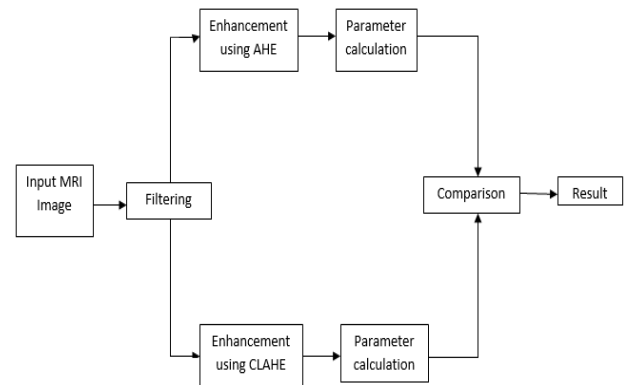 Enhancement
using AHE
Parameter
calculation
Input MRI
Image
Filtering
Comparison
Result
Enhancement
using CLAHE
Parameter
calculation